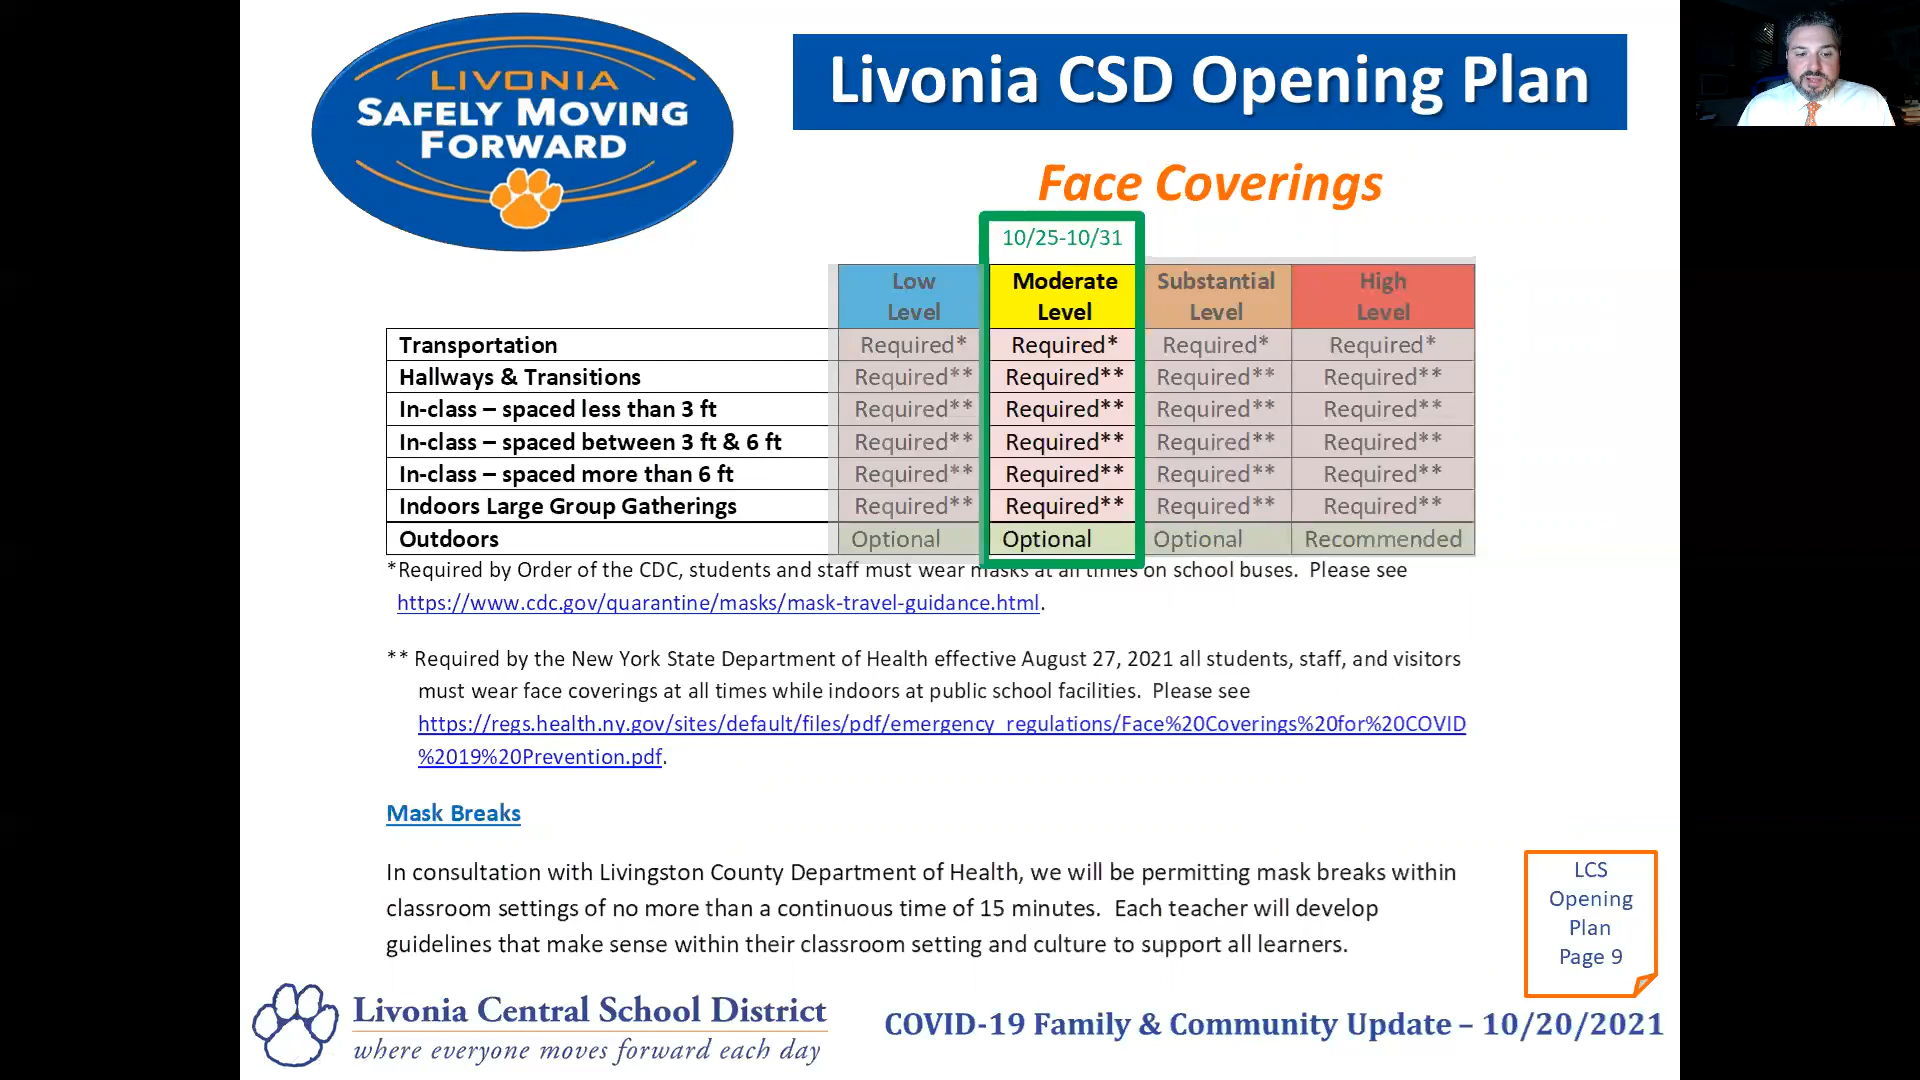 LIVONIA
SAFELY MOVING
FORWARD
Livonia CSD Opening Plan
Face Coverings
10/25-10/31
Low Level Moderate Level Substantial Level High Level
Transportation Required* Required* Required* Required*
Hallways & Transitions Required** Required** Required** Required**
In-class – spaced less than 3 ft Required** Required** Required** Required**
In-class – spaced between 3 ft & 6 ft Required** Required** Required** Required**
In-class – spaced more than 6 ft Required** Required** Required** Required**
Indoors Large Group Gatherings Required** Required** Required** Required**
Outdoors Optional Optional Optional Recommended
*Required by Order of the CDC, students and staff must wear masks at all times on school buses. Please see
https://www.cdc.gov/quarantine/masks/mask-travel-guidance.html.
** Required by the New York State Department of Health effective August 27, 2021 all students, staff, and visitors
must wear face coverings at all times while indoors at public school facilities. Please see
https://regs.health.ny.gov/sites/default/files/pdf/emergency_regulations/Face%20Coverings%20for%20COVID
%2019%20Prevention.pdf.
Mask Breaks
In consultation with Livingston County Department of Health, we will be permitting mask breaks within
classroom settings of no more than a continuous time of 15 minutes. Each teacher will develop
guidelines that make sense within their classroom setting and culture to support all learners.
LCS
Opening
Plan
Page 9
Livonia Central School District
where everyone moves forward each day
COVID-19 Family & Community Update – 10/20/2021